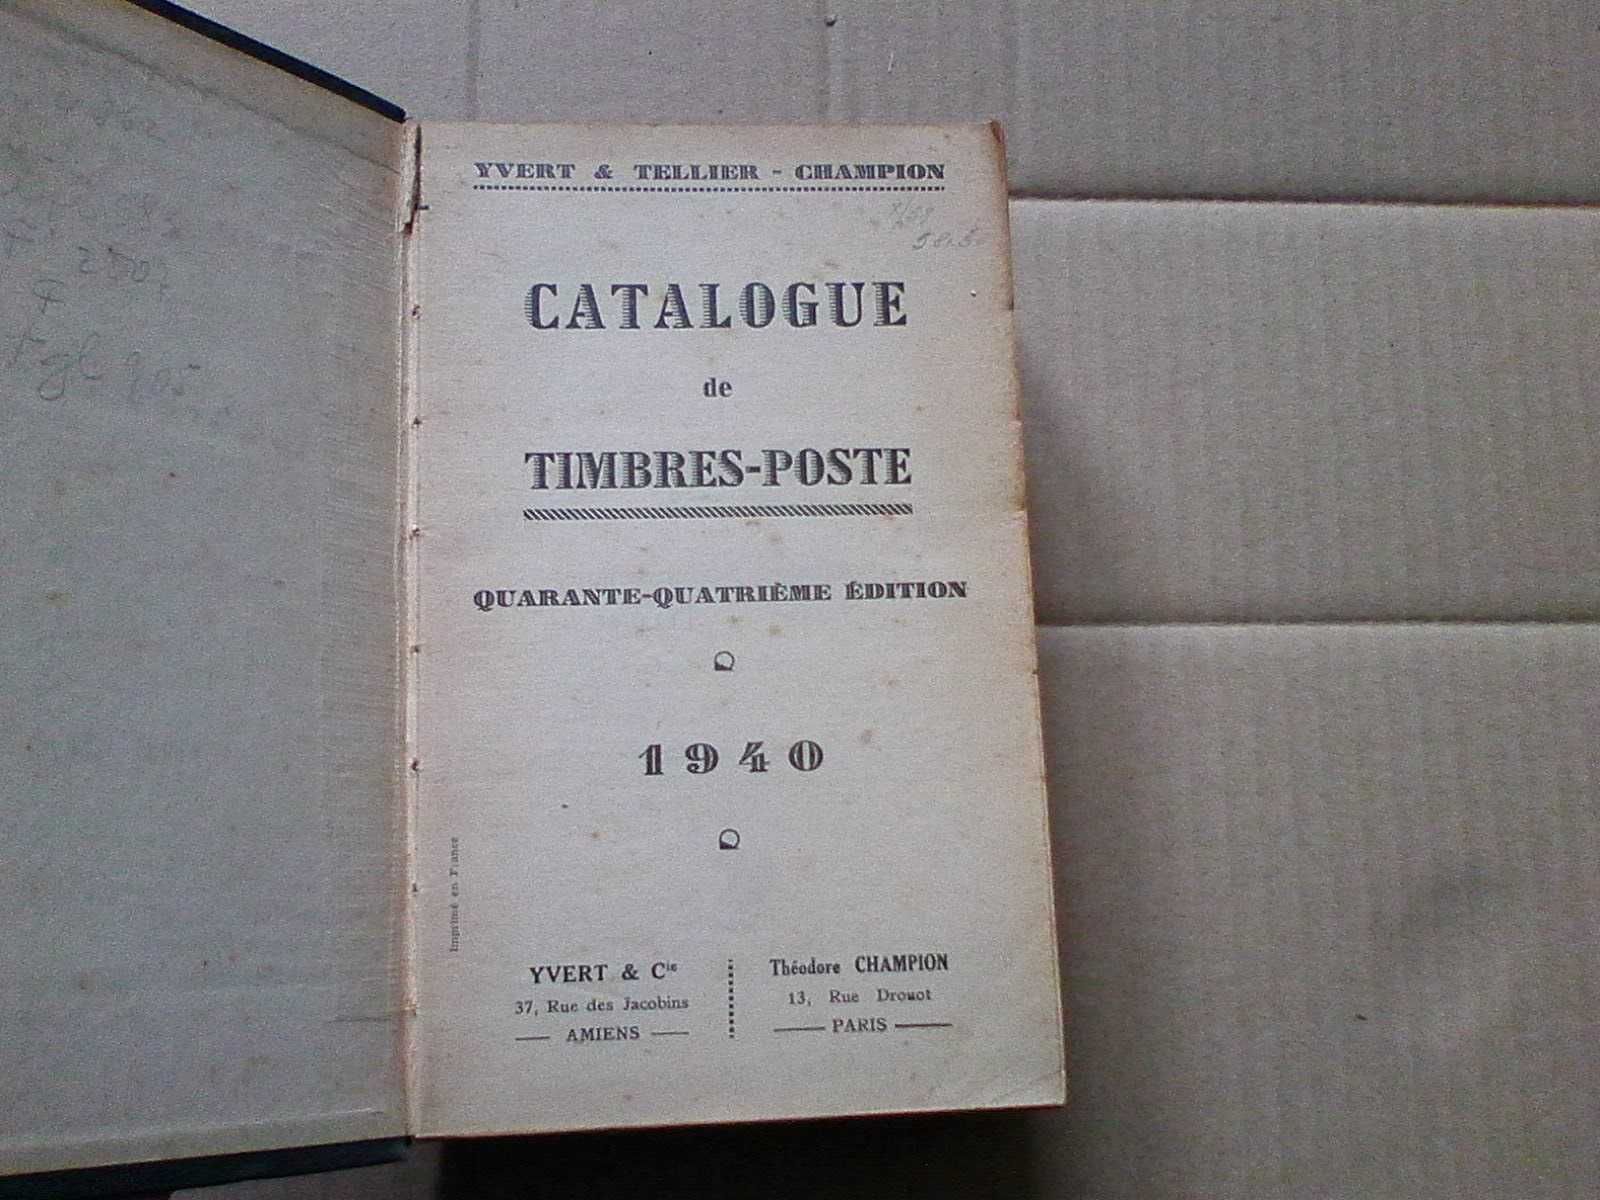 YVERT & TELLIER - CHAMPION
CATALOGUE
de
TIMBRES-POSTE
QUARANTE-QUATRIÈME ÉDITION
1940
Imprimé en France
YVERT & Cie
37, Rue des Jacobins
AMIENS
Théodore CHAMPION
13, Rue Drouot
PARIS